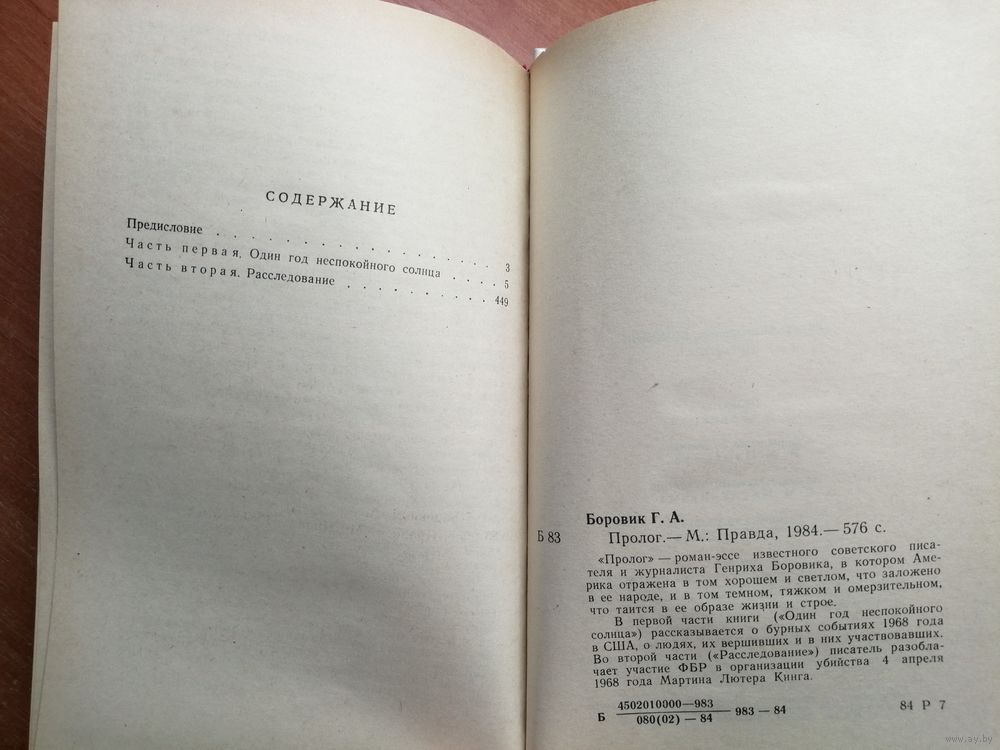 СОДЕРЖАНИЕ
Предисловие . . . . . . . . . . . . . . . . 3
Часть первая. Один год неспокойного солнца . . . . 5
Часть вторая. Расследование . . . . . . . . . . 449
Боровик Г. А.
Б 83 Пролог.— М.: Правда, 1984.— 576 с.
«Пролог» — роман-эссе известного советского писа-
теля и журналиста Генриха Боровика, в котором Аме-
рика отражена в том хорошем и светлом, что заложено
в ее народе, и в том темном, тяжком и омерзительном,
что таится в ее образе жизни и строе.
В первой части книги («Один год неспокойного
солнца») рассказывается о бурных событиях 1968 года
в США, о людях, их вершивших и в них участвовавших.
Во второй части («Расследование») писатель разобла-
чает участие ФБР в организации убийства 4 апреля
1968 года Мартина Лютера Кинга.
Б 4502010000—983
080(02) — 84
983 — 84
84 Р 7
www.ay.by